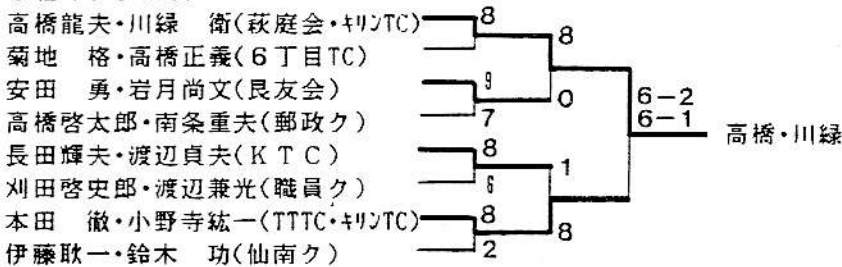 高橋龍夫・川緑 衛(萩庭会・キリンTC) 8
8
菊地 格・高橋正義(6丁目TC)
安田 勇・岩月尚文(艮友会) 9
0
6-2
6-1
高橋・川緑
高橋啓太郎・南条重夫(郵政ク) 7
長田輝夫・渡辺貞夫(KTC) 8
1
刈田啓史郎・渡辺兼光(職員ク) 6
本田 徹・小野寺紘一(TTTC・キリンTC) 8
8
伊藤耿一・鈴木 功(仙南ク) 2